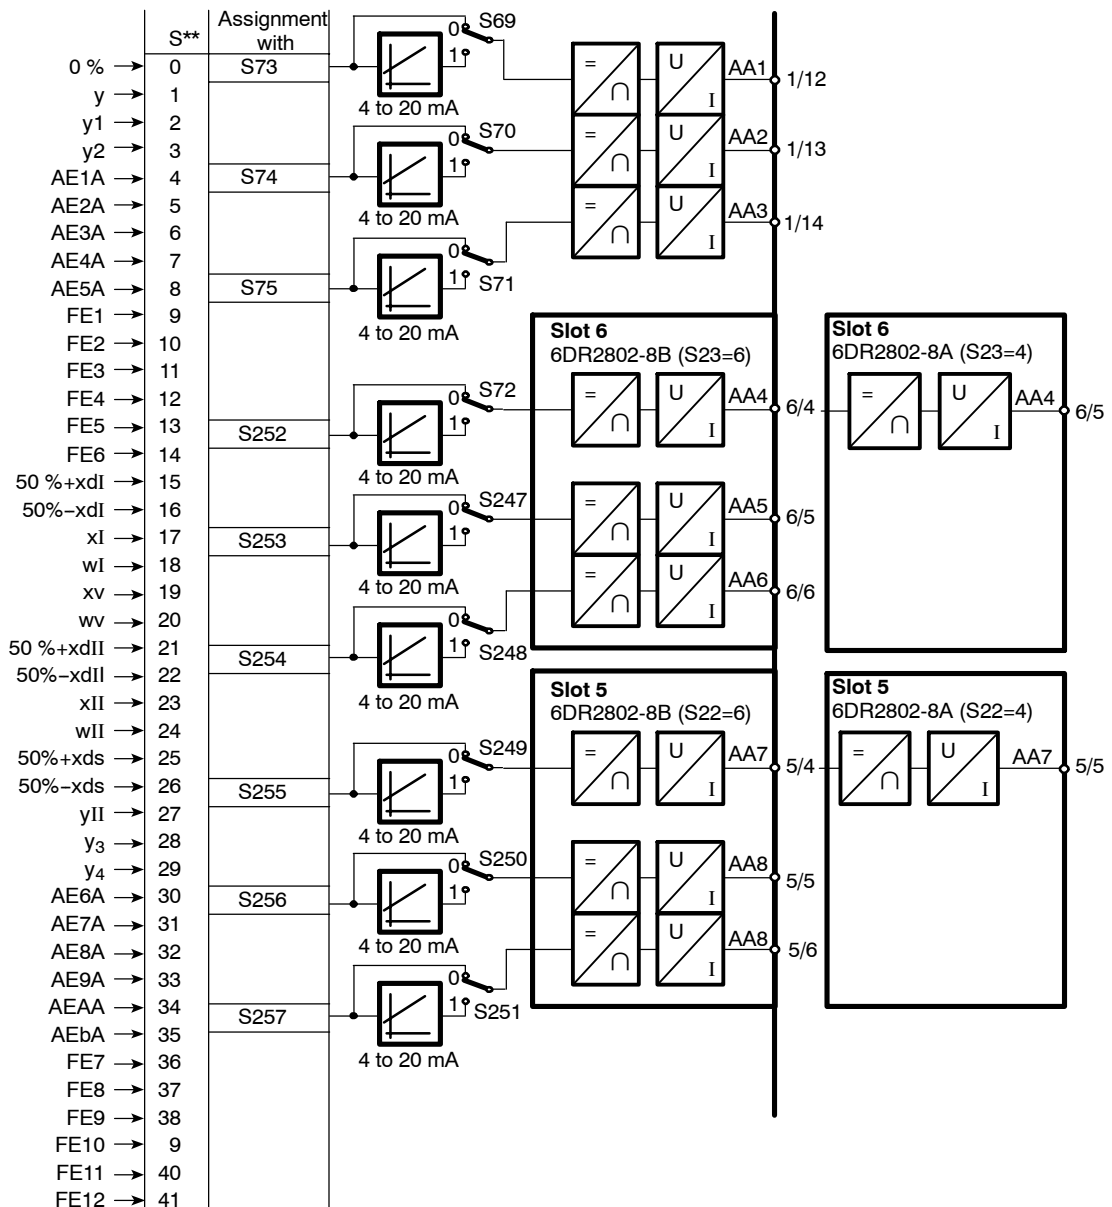 S** Assignment with
0 % 0 S73
y 1
y1 2
y2 3
AE1A 4 S74
AE2A 5
AE3A 6
AE4A 7
AE5A 8 S75
FE1 9
FE2 10
FE3 11
FE4 12
FE5 13 S252
FE6 14
50 %+xdI 15
50%−xdI 16
xI 17 S253
wI 18
xv 19
wv 20
50 %+xdII 21 S254
50%−xdII 22
xII 23
wII 24
50%+xds 25
50%−xds 26 S255
yII 27
y3 28
y4 29
AE6A 30 S256
AE7A 31
AE8A 32
AE9A 33
AEAA 34 S257
AEbA 35
FE7 36
FE8 37
FE9 38
FE10 9
FE11 40
FE12 41
0 S69
1
4 to 20 mA
= ∩ U I AA1 1/12
0 S70
1
4 to 20 mA
= ∩ U I AA2 1/13
0
1 S71
4 to 20 mA
= ∩ U I AA3 1/14
Slot 6
6DR2802-8B (S23=6)
0 S72
1
4 to 20 mA
= ∩ U I AA4 6/4
0 S247
1
4 to 20 mA
= ∩ U I AA5 6/5
0
1 S248
4 to 20 mA
= ∩ U I AA6 6/6
Slot 6
6DR2802-8A (S23=4)
= ∩ U I AA4 6/5
Slot 5
6DR2802-8B (S22=6)
0 S249
1
4 to 20 mA
= ∩ U I AA7 5/4
0 S250
1
4 to 20 mA
= ∩ U I AA8 5/5
0
1 S251
4 to 20 mA
= ∩ U I AA8 5/6
Slot 5
6DR2802-8A (S22=4)
= ∩ U I AA7 5/5